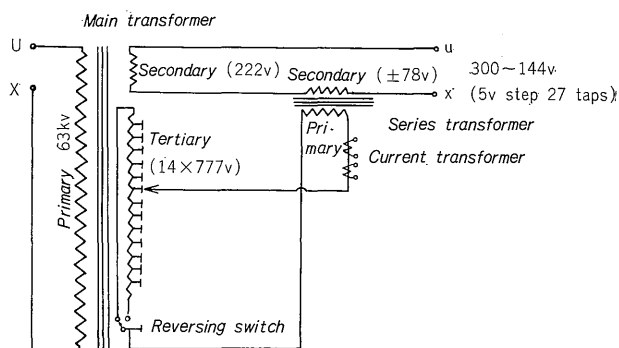 Main transformer
U
u
Secondary (222v)
Secondary (±78v)
300~144v
X
x
(5v step 27 taps)
Primary 63kv
Tertiary
(14×777v)
Pri-
mary
Series transformer
Current transformer
Reversing switch